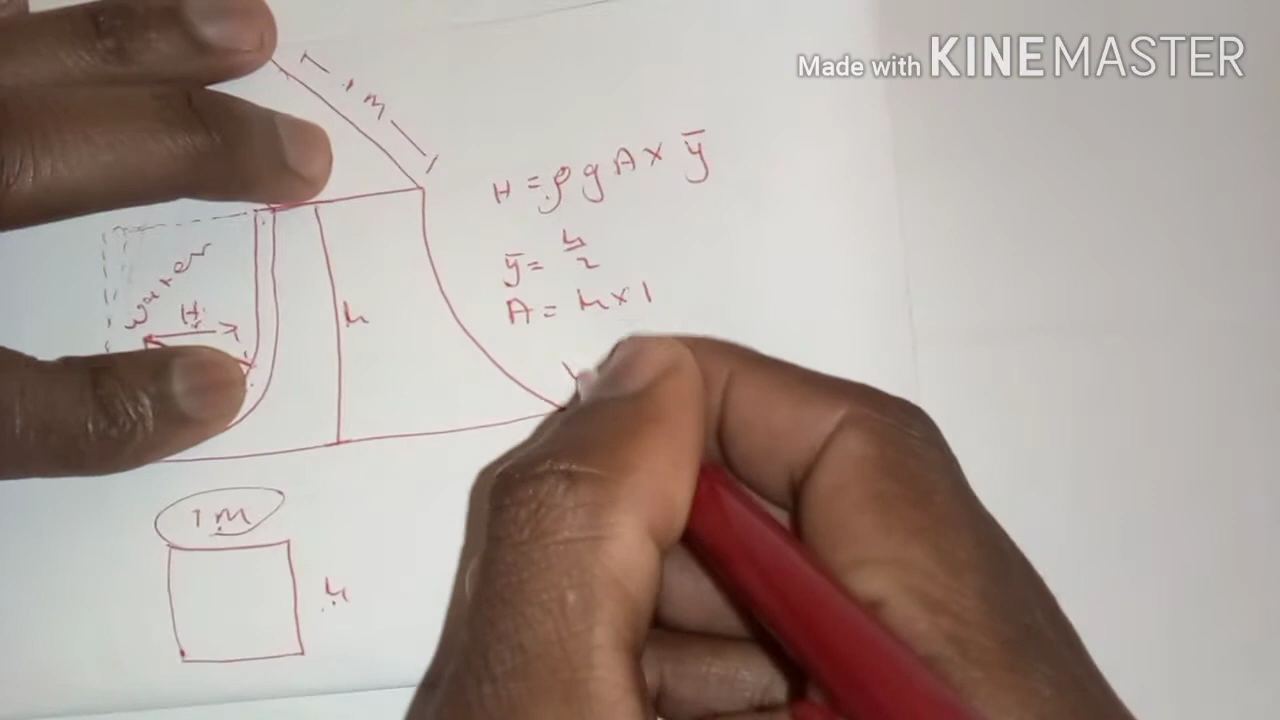 Made with KINEMASTER
1m
H = ρ g A × ȳ
ȳ = h/2
A = h × 1
water
H
h
1m
h